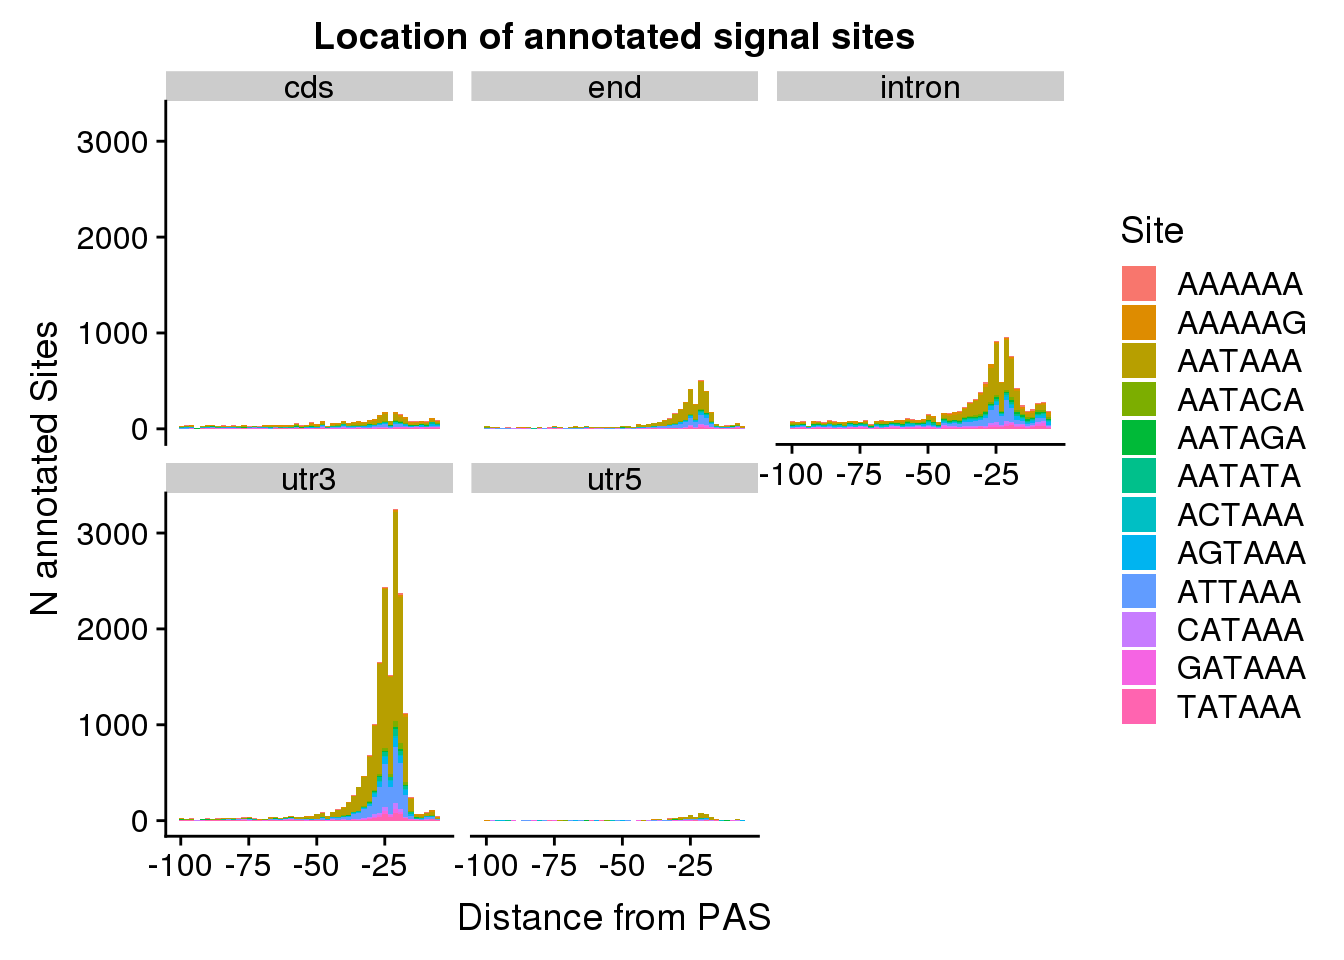 Location of annotated signal sites
cds end intron
3000
2000
1000
0
-100 -75 -50 -25
utr3 utr5
3000
2000
1000
0
-100 -75 -50 -25 -100 -75 -50 -25
Distance from PAS
N annotated Sites
Site
AAAAAA
AAAAAG
AATAAA
AATACA
AATAGA
AATATA
ACTAAA
AGTAAA
ATTAAA
CATAAA
GATAAA
TATAAA